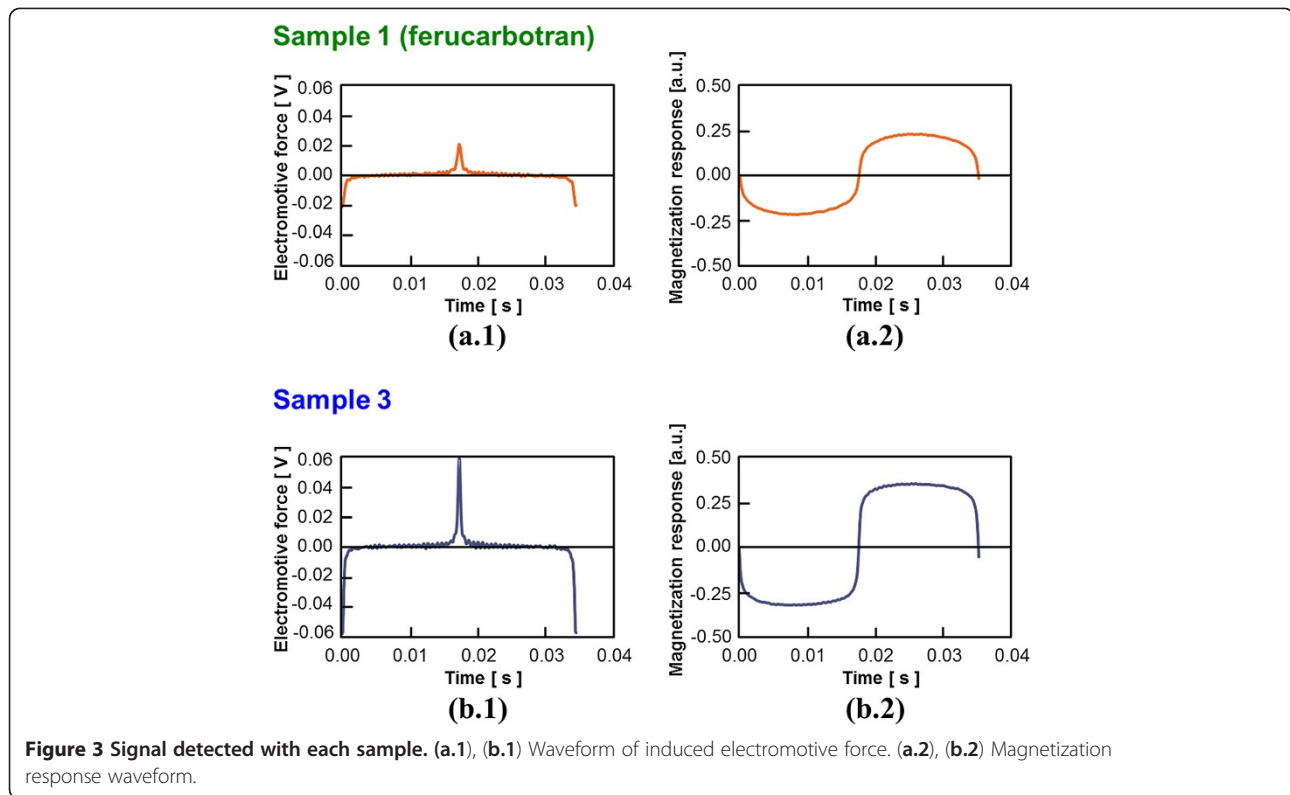 Sample 1 (ferucarbotran)
Electromotive force [ V ]
0.06
0.04
0.02
0.00
-0.02
-0.04
-0.06
0.00 0.01 0.02 0.03 0.04
Time [ s ]
(a.1)
Magnetization response [a.u.]
0.50
0.25
0.00
-0.25
-0.50
0.00 0.01 0.02 0.03 0.04
Time [ s ]
(a.2)
Sample 3
Electromotive force [ V ]
0.06
0.04
0.02
0.00
-0.02
-0.04
-0.06
0.00 0.01 0.02 0.03 0.04
Time [ s ]
(b.1)
Magnetization response [a.u.]
0.50
0.25
0.00
-0.25
-0.50
0.00 0.01 0.02 0.03 0.04
Time [ s ]
(b.2)
Figure 3 Signal detected with each sample. (a.1), (b.1) Waveform of induced electromotive force. (a.2), (b.2) Magnetization
response waveform.